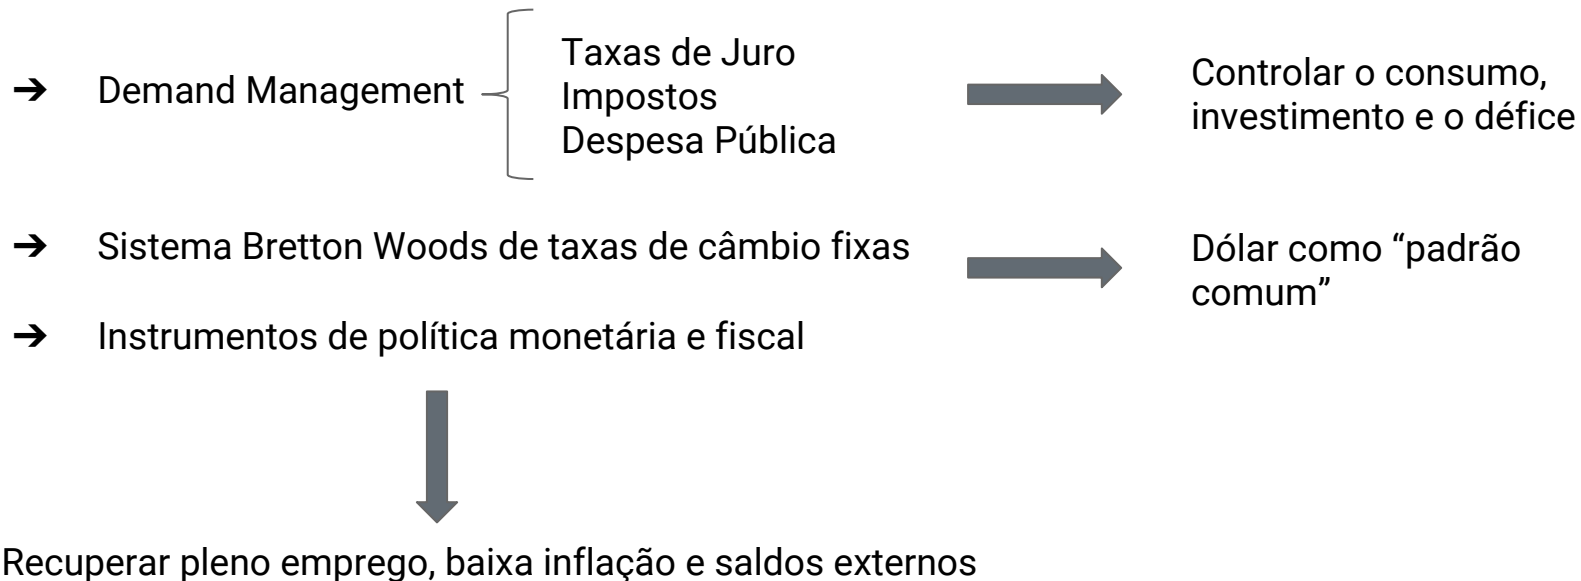 ➔ Demand Management
Taxas de Juro
Impostos
Despesa Pública
Controlar o consumo,
investimento e o défice
➔ Sistema Bretton Woods de taxas de câmbio fixas
Dólar como “padrão
comum”
➔ Instrumentos de política monetária e fiscal
Recuperar pleno emprego, baixa inflação e saldos externos